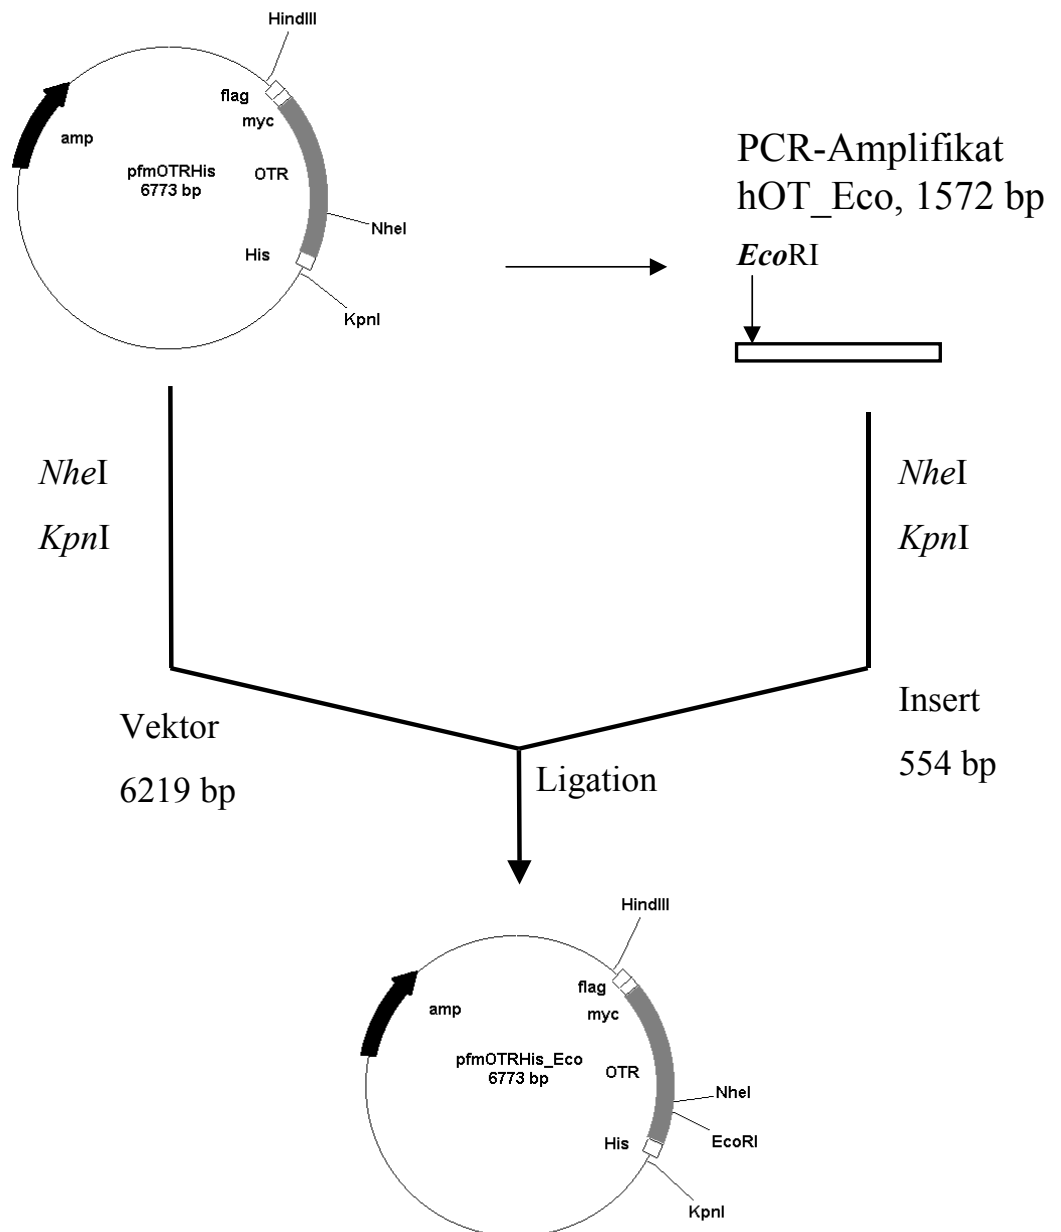 HindIII
flag
myc
amp
pfmOTRHis
6773 bp
OTR
NheI
His
KpnI
PCR-Amplifikat
hOT_Eco, 1572 bp
EcoRI
NheI
KpnI
NheI
KpnI
Vektor
6219 bp
Ligation
Insert
554 bp
HindIII
flag
myc
amp
pfmOTRHis_Eco
6773 bp
OTR
NheI
EcoRI
His
KpnI